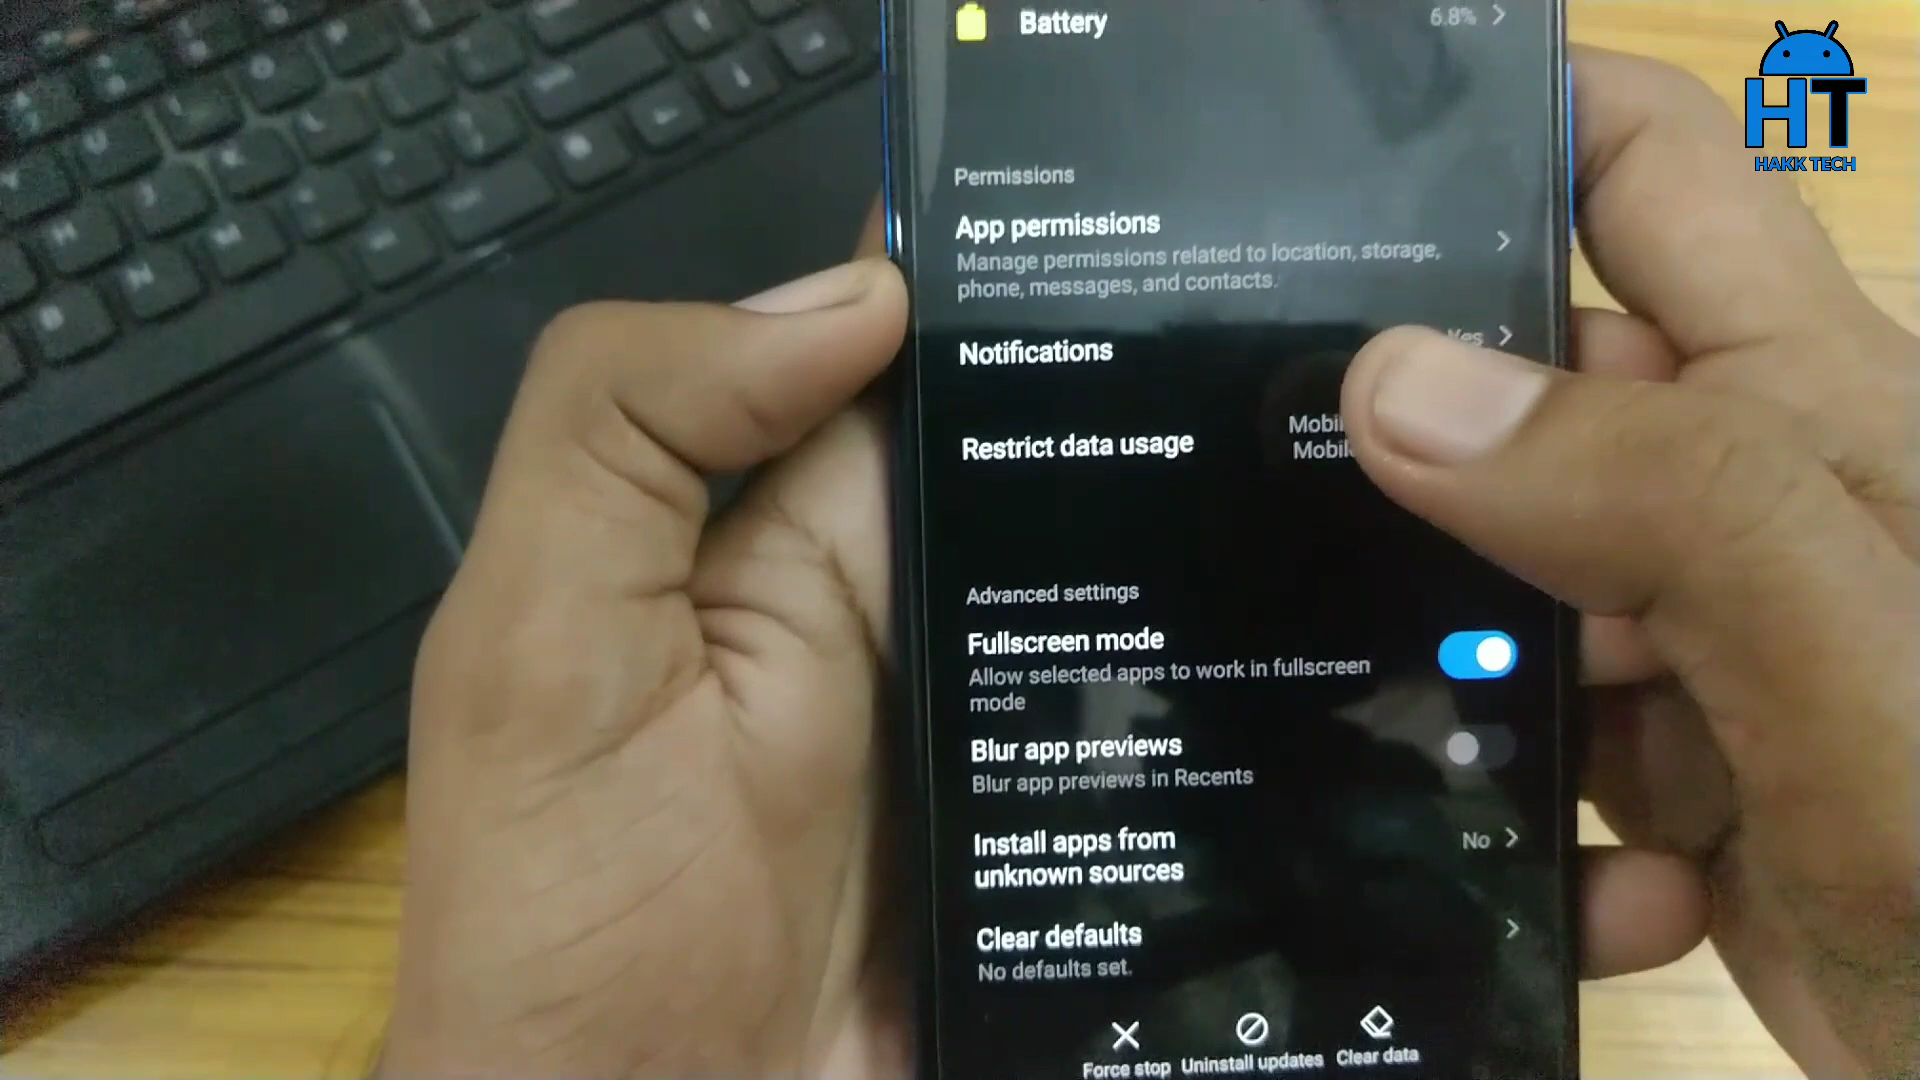 Battery
6.8%
HT
HAKK TECH
Permissions
App permissions
Manage permissions related to location, storage,
phone, messages, and contacts.
Notifications
Yes
Restrict data usage
Advanced settings
Fullscreen mode
Allow selected apps to work in fullscreen
mode
Blur app previews
Blur app previews in Recents
Install apps from
unknown sources
No
Clear defaults
No defaults set.
Force stop
Uninstall updates
Clear data